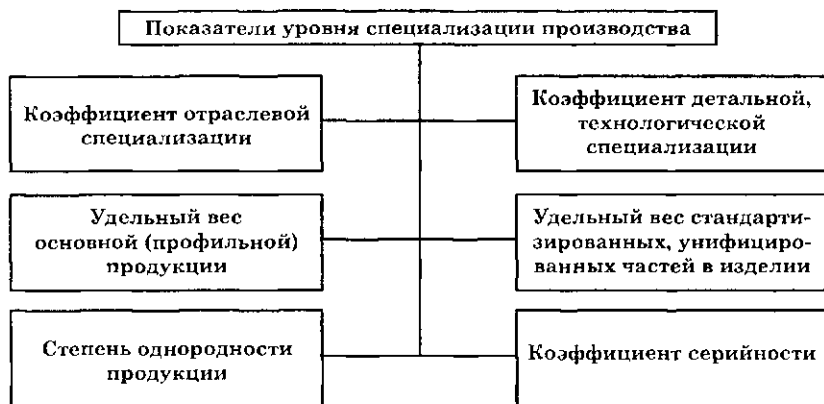 Показатели уровня специализации производства
Коэффициент отраслевой
специализации
Коэффициент детальной,
технологической
специализации
Удельный вес
основной (профильной)
продукции
Удельный вес стандарти-
зированных, унифициро-
ванных частей в изделии
Степень однородности
продукции
Коэффициент серийности